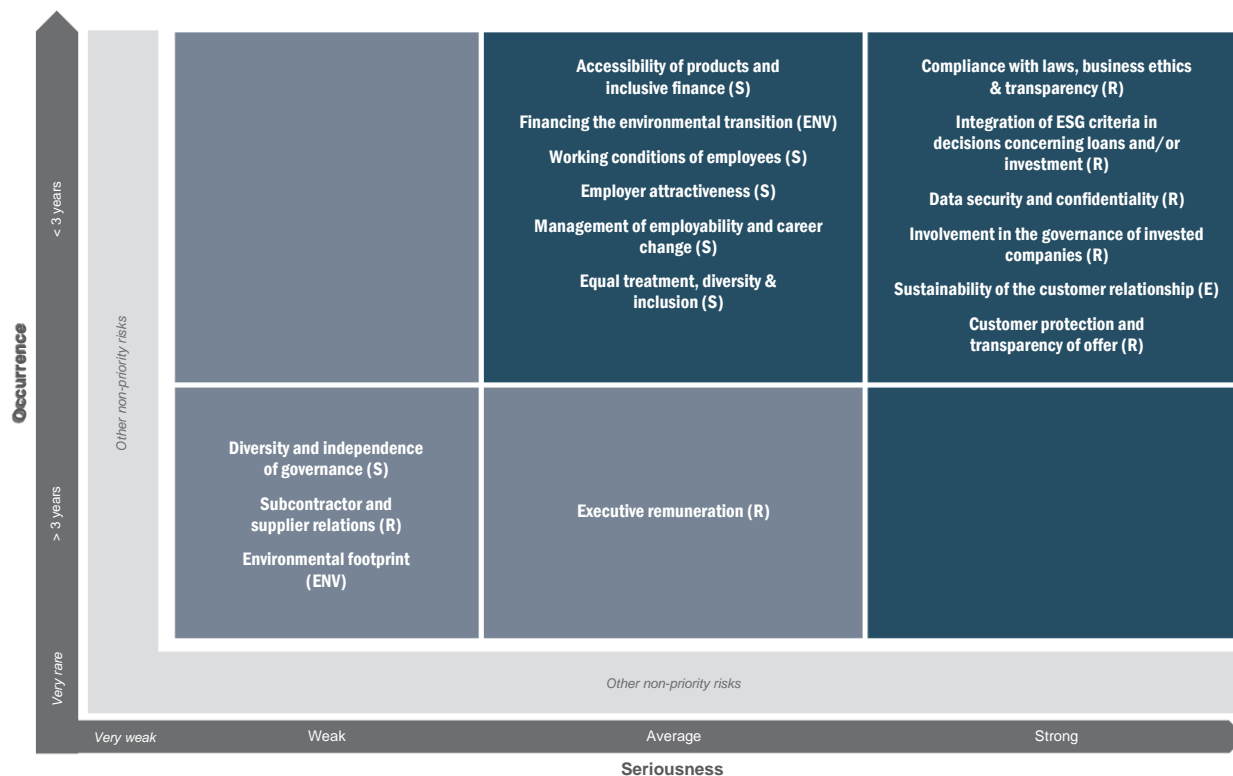 Occurrence
< 3 years
> 3 years
Very rare
Other non-priority risks
Accessibility of products and
inclusive finance (S)
Financing the environmental transition (ENV)
Working conditions of employees (S)
Employer attractiveness (S)
Management of employability and career
change (S)
Equal treatment, diversity &
inclusion (S)
Compliance with laws, business ethics
& transparency (R)
Integration of ESG criteria in
decisions concerning loans and/or
investment (R)
Data security and confidentiality (R)
Involvement in the governance of invested
companies (R)
Sustainability of the customer relationship (E)
Customer protection and
transparency of offer (R)
Diversity and independence
of governance (S)
Subcontractor and
supplier relations (R)
Environmental footprint
(ENV)
Executive remuneration (R)
Other non-priority risks
Very weak
Weak
Average
Strong
Seriousness